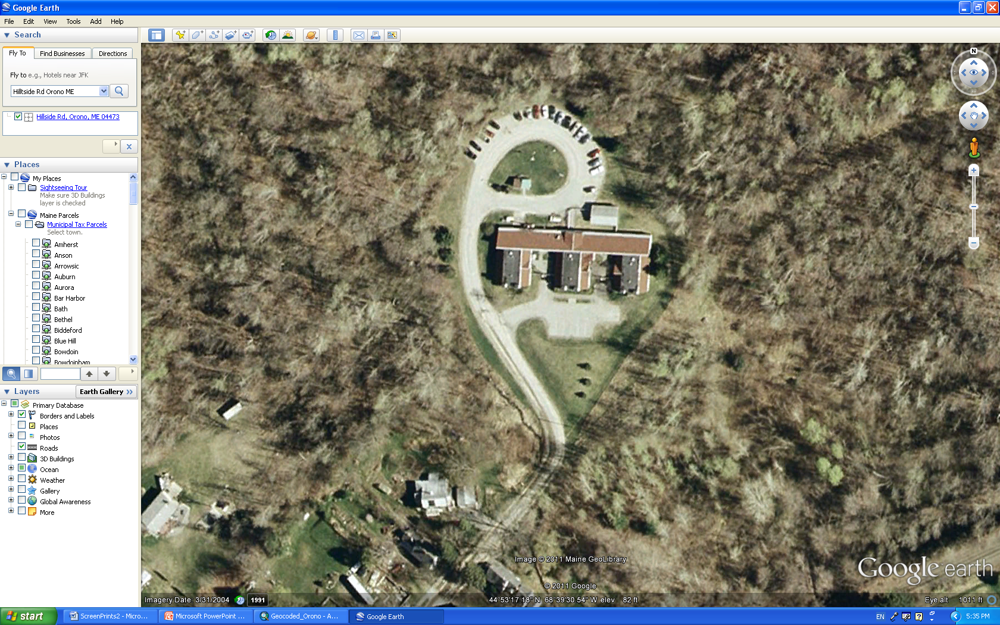 Google Earth
File Edit View Tools Add Help
Search
Fly To Find Businesses Directions
Fly to e.g., Hotels near JFK
Hilltside Rd Orono ME
Hillside Rd, Orono, ME 04473
Places
My Places
Sightseeing Tour
Make sure 3D Buildings
layer is checked
Maine Parcels
Municipal Tax Parcels
Select town.
Amherst
Anson
Arrowsic
Auburn
Aurora
Bar Harbor
Bath
Bethel
Biddeford
Blue Hill
Bowdoin
Bowdoinham
Layers Earth Gallery >>
Primary Database
Borders and Labels
Places
Photos
Roads
3D Buildings
Ocean
Weather
Gallery
Global Awareness
More
N
Image © 2011 Maine GeoLibrary
© 2011 Google
Google earth
Imagery Date: 3/31/2004 1991 44°53'17.18" N 68°39'30.54" W elev 82 ft Eye alt 1011 ft
start ScreenPrints2 - Micro... Microsoft PowerPoint ... Geocoded_Orono - A... Google Earth EN 5:35 PM